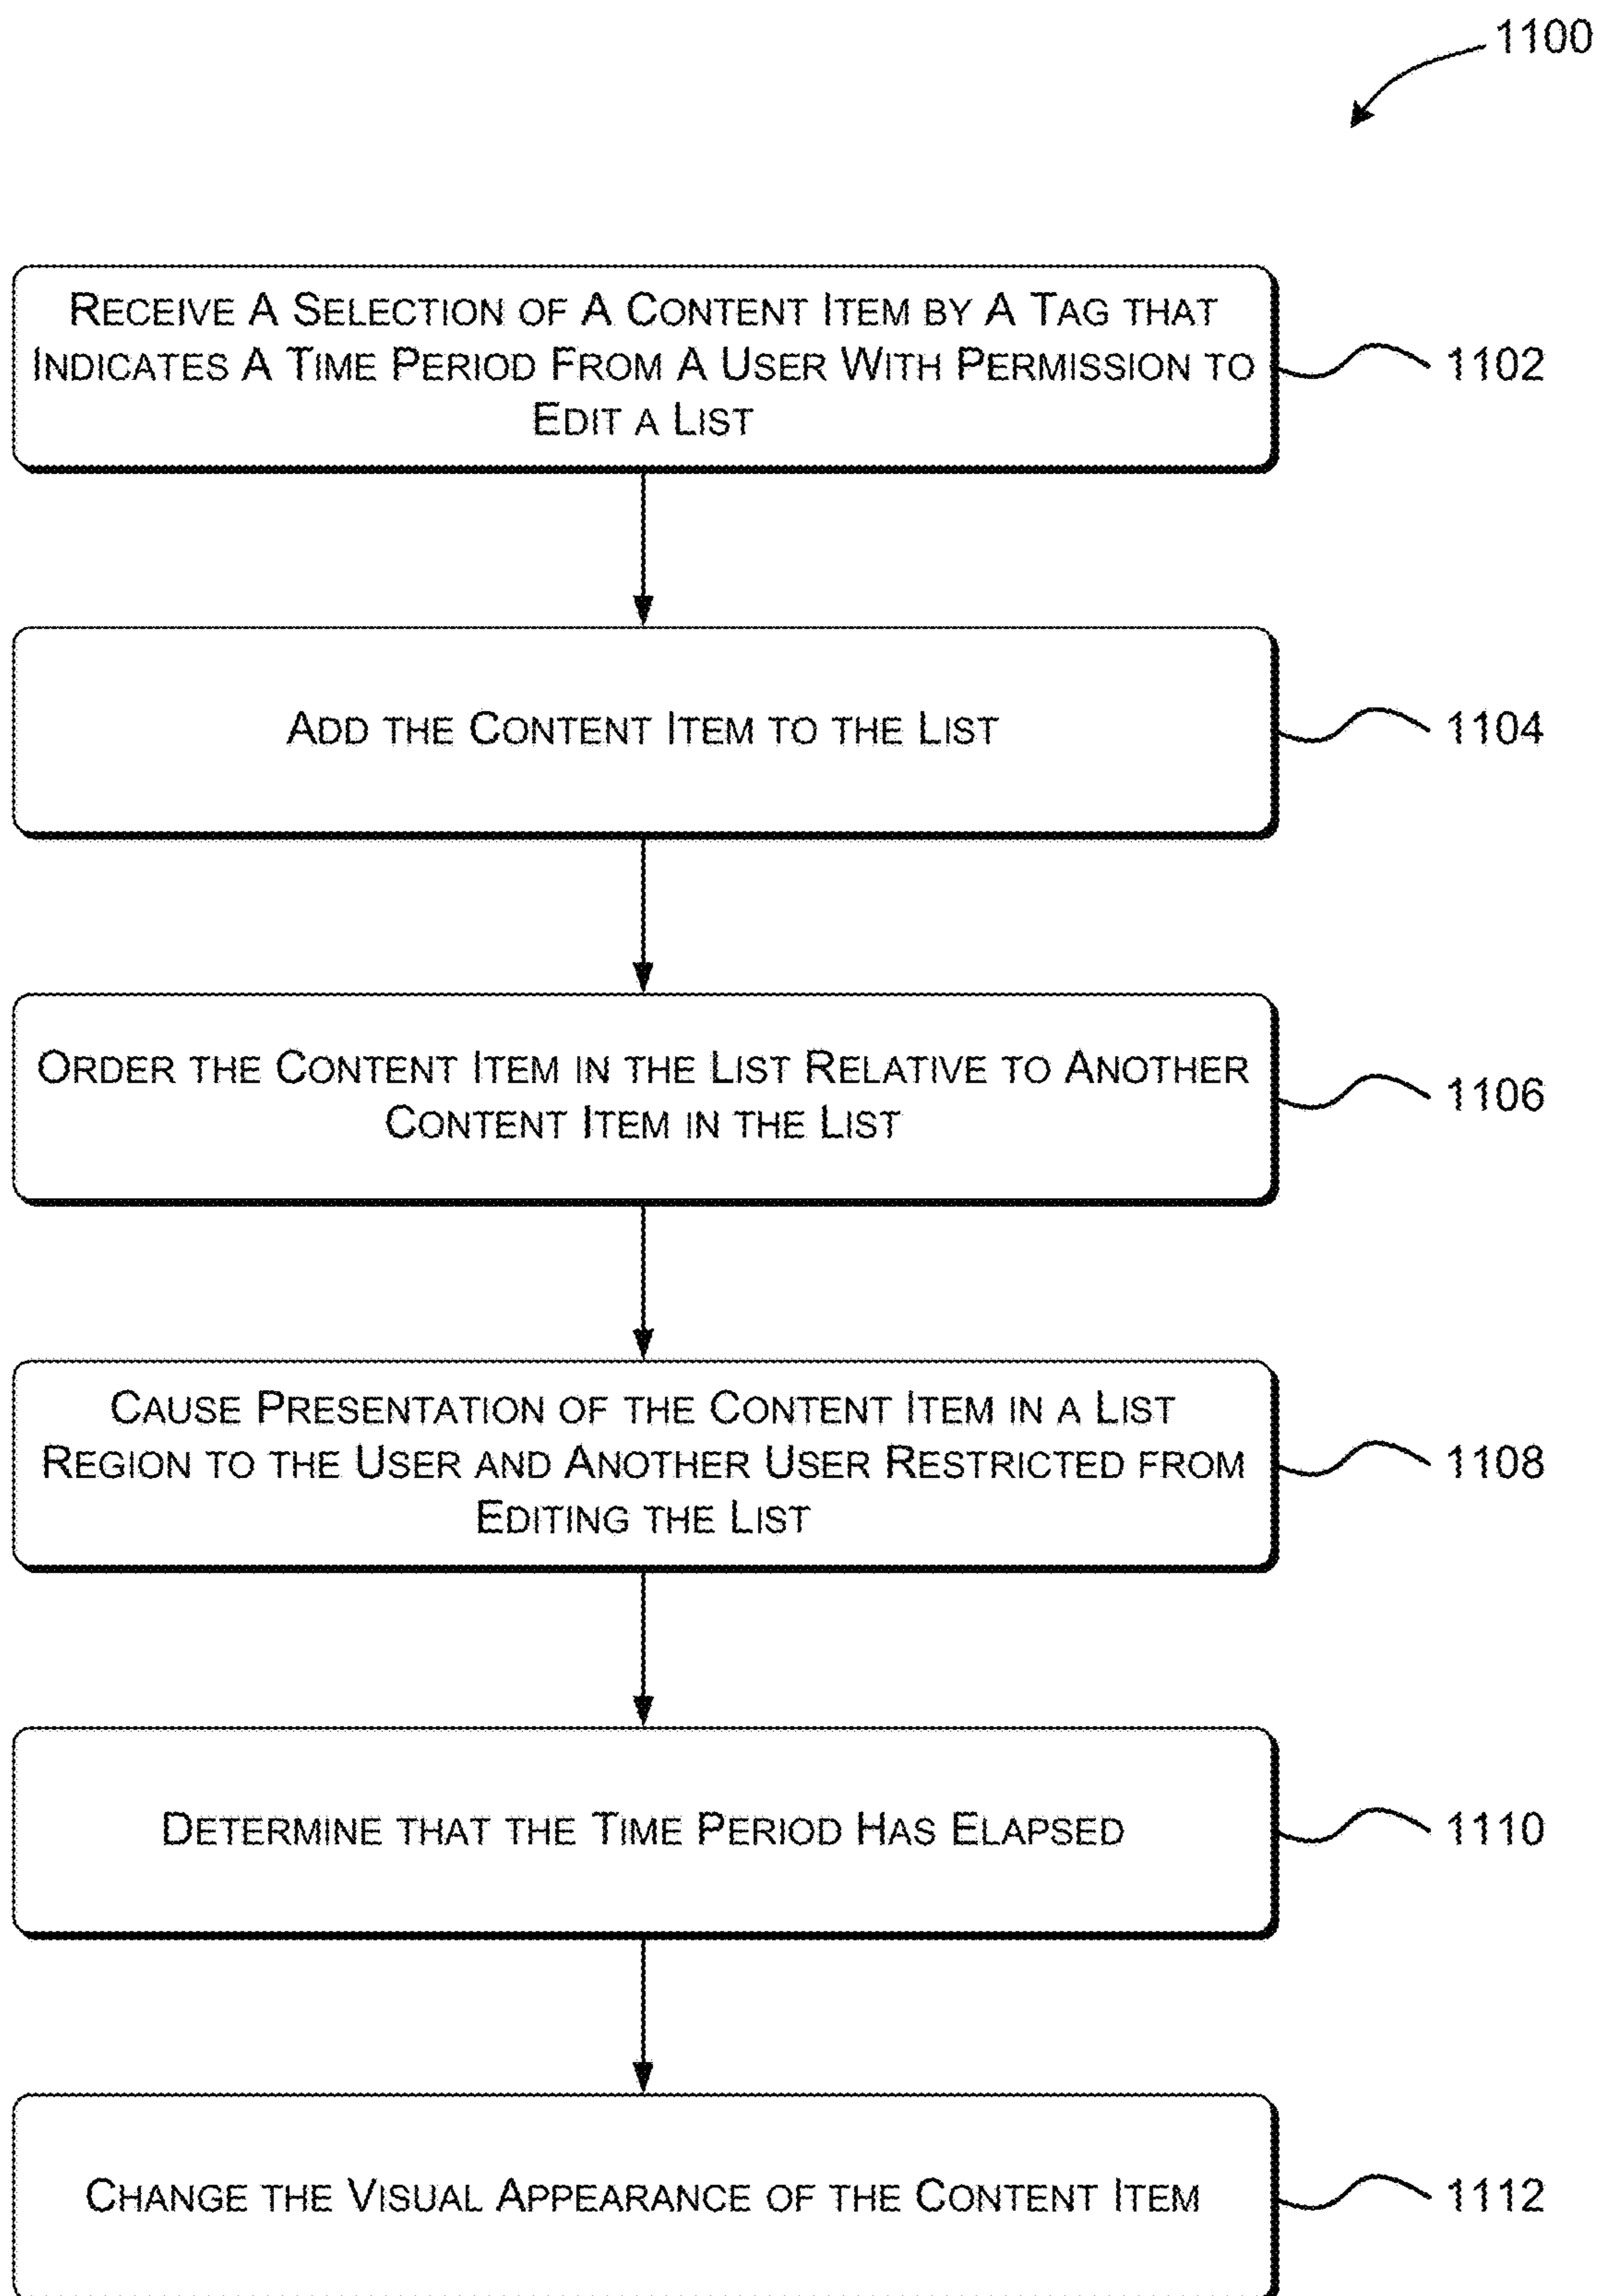 1100
RECEIVE A SELECTION OF A CONTENT ITEM BY A TAG THAT
INDICATES A TIME PERIOD FROM A USER WITH PERMISSION TO
EDIT A LIST
1102
ADD THE CONTENT ITEM TO THE LIST
1104
ORDER THE CONTENT ITEM IN THE LIST RELATIVE TO ANOTHER
CONTENT ITEM IN THE LIST
1106
CAUSE PRESENTATION OF THE CONTENT ITEM IN A LIST
REGION TO THE USER AND ANOTHER USER RESTRICTED FROM
EDITING THE LIST
1108
DETERMINE THAT THE TIME PERIOD HAS ELAPSED
1110
CHANGE THE VISUAL APPEARANCE OF THE CONTENT ITEM
1112